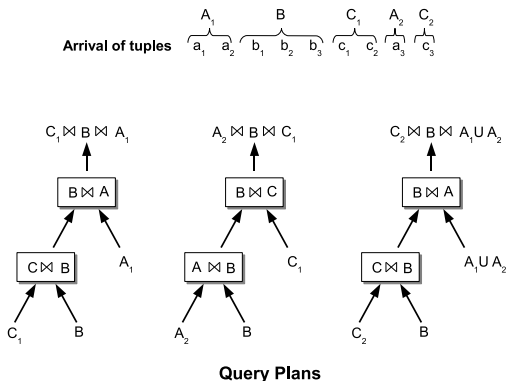 A₁ B C₁ A₂ C₂
Arrival of tuples a₁ a₂ b₁ b₂ b₃ c₁ c₂ a₃ c₃
C₁ ⋈ B ⋈ A₁ A₂ ⋈ B ⋈ C₁ C₂ ⋈ B ⋈ A₁ U A₂
B ⋈ A B ⋈ C B ⋈ A
C ⋈ B A₁ A ⋈ B C₁ C ⋈ B A₁ U A₂
C₁ B A₂ B C₂ B
Query Plans